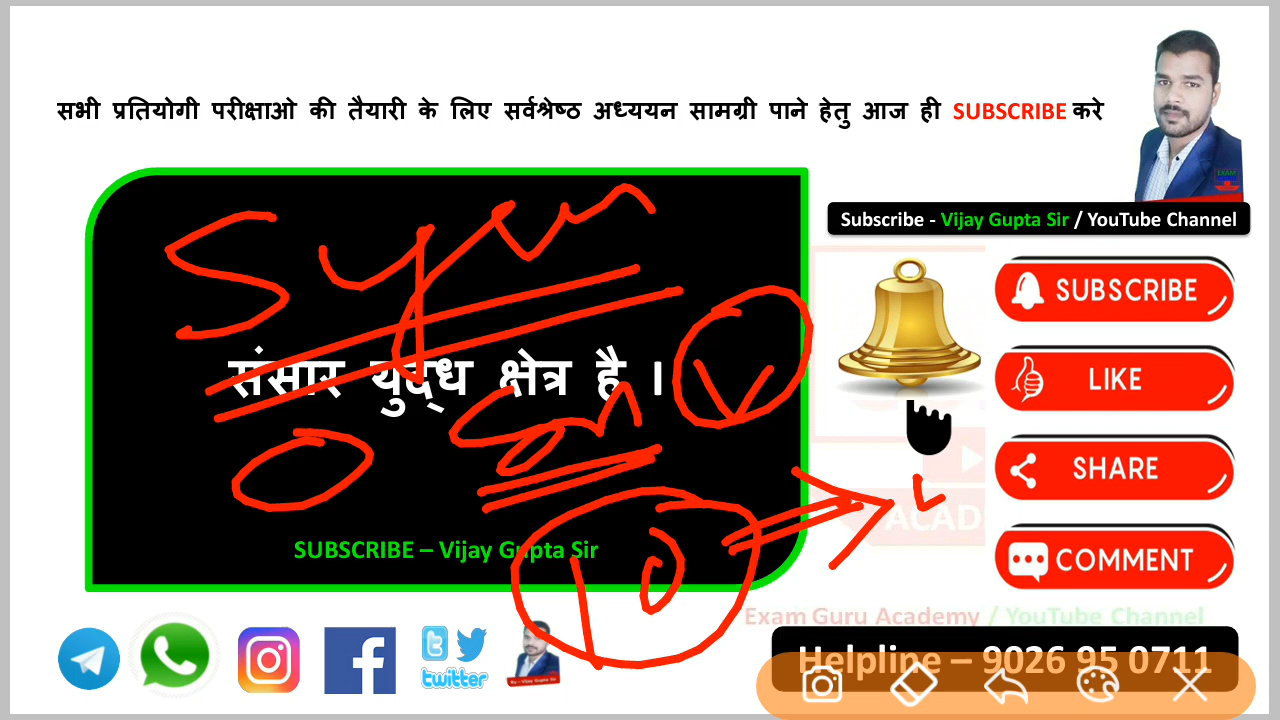 सभी प्रतियोगी परीक्षाओ की तैयारी के लिए सर्वश्रेष्ठ अध्ययन सामग्री पाने हेतु आज ही SUBSCRIBE करे
Subscribe - Vijay Gupta Sir / YouTube Channel
SUBSCRIBE
संसार युद्ध क्षेत्र है ।
LIKE
SHARE
10
SUBSCRIBE – Vijay Gupta Sir
COMMENT
Exam Guru Academy / YouTube Channel
twitter
Helpline – 9026 95 0711